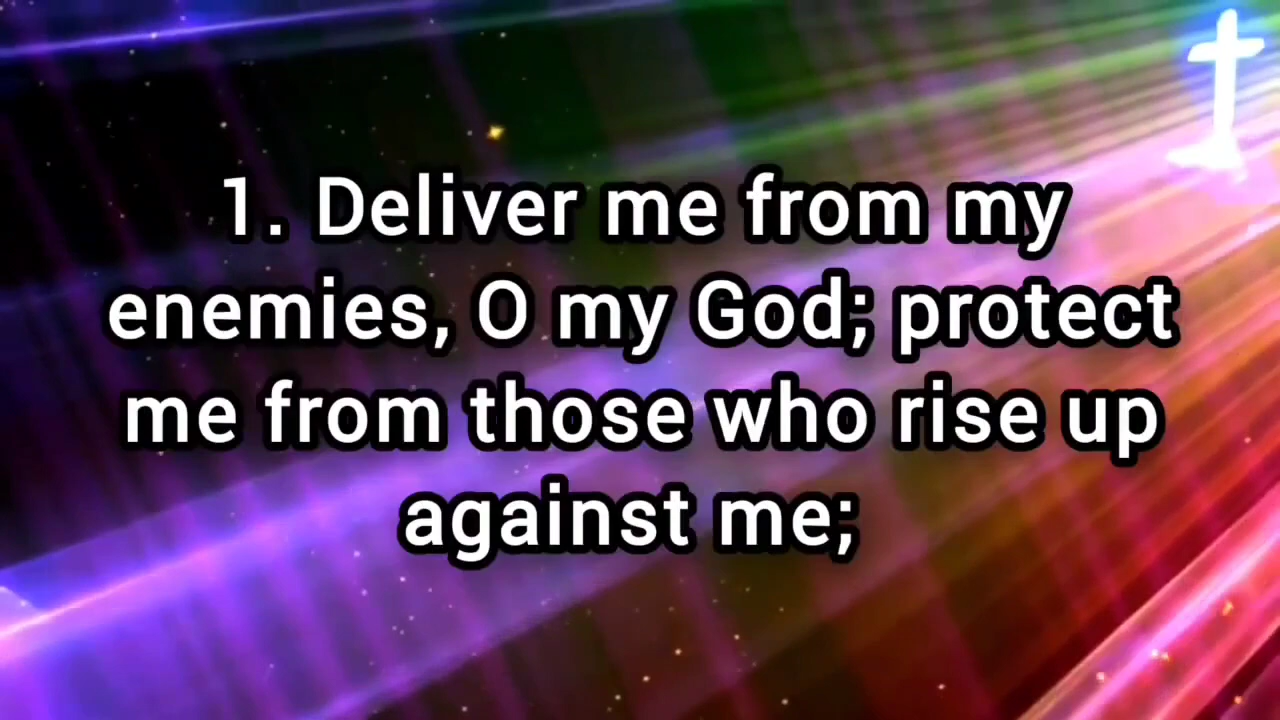 1. Deliver me from my
enemies, O my God; protect
me from those who rise up
against me;